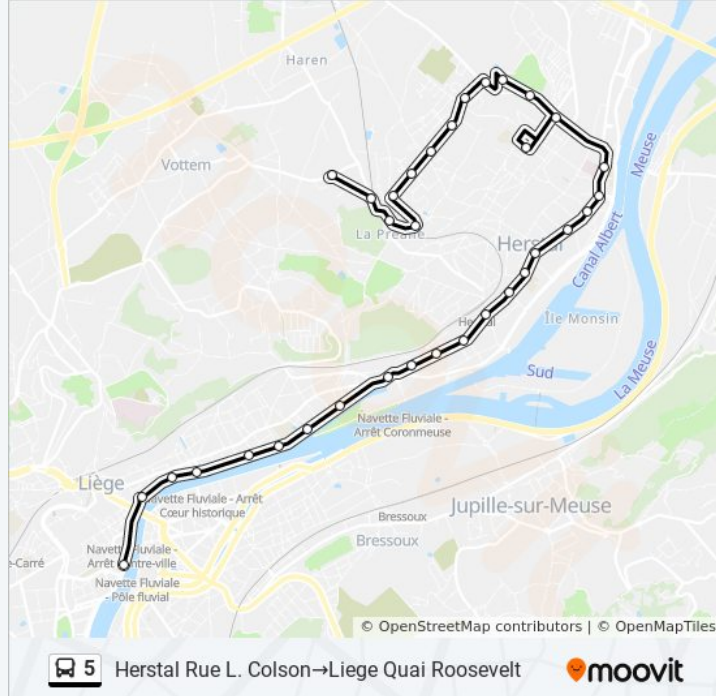 Haren
Vottem
Meuse
La Préalle
Herstal
Canal Albert
Herstal
Île Monsin
Sud
La Meuse
Navette Fluviale -
Arrêt Coronmeuse
Liège
Navette Fluviale - Arrêt
Cœur historique
Jupille-sur-Meuse
Bressoux
Bressoux
e-Carré
Navette Fluviale -
Arrêt Centre-ville
Navette Fluviale
- Pôle fluvial
© OpenStreetMap contributors | © OpenMapTiles
5 Herstal Rue L. Colson→Liege Quai Roosevelt
moovit